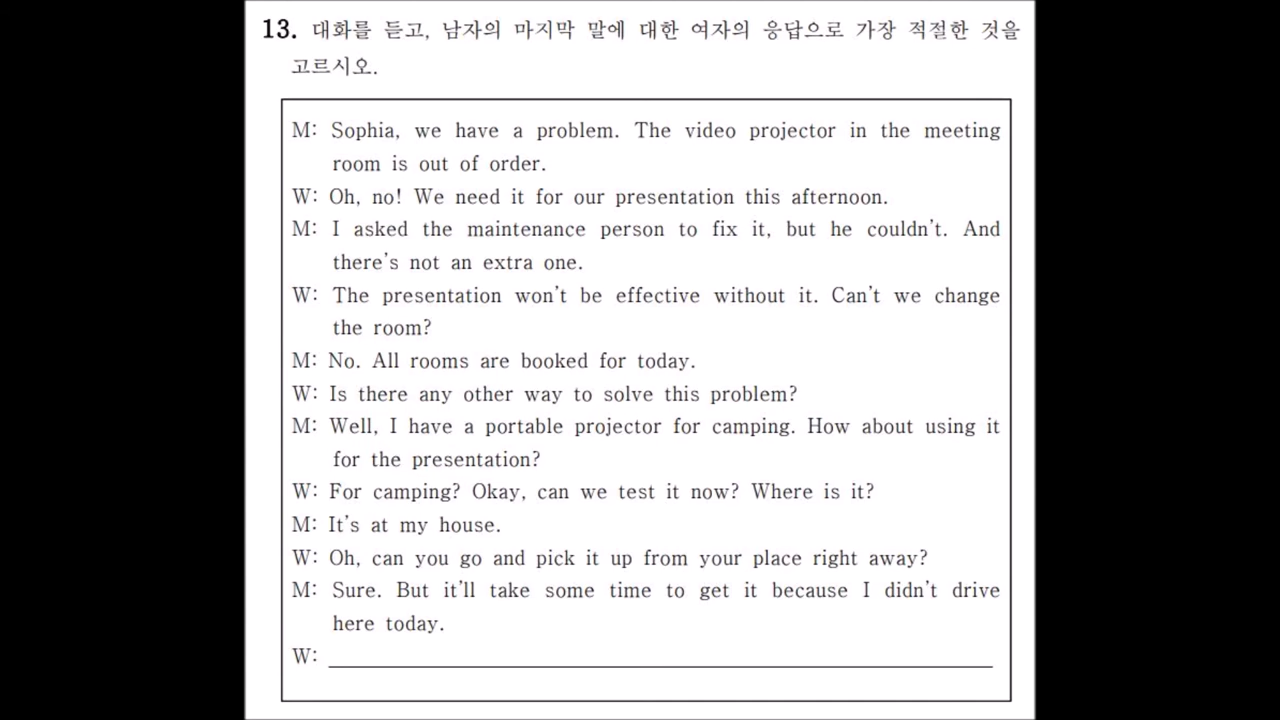 13. 대화를 듣고, 남자의 마지막 말에 대한 여자의 응답으로 가장 적절한 것을
고르시오.
M: Sophia, we have a problem. The video projector in the meeting
room is out of order.
W: Oh, no! We need it for our presentation this afternoon.
M: I asked the maintenance person to fix it, but he couldn't. And
there's not an extra one.
W: The presentation won't be effective without it. Can't we change
the room?
M: No. All rooms are booked for today.
W: Is there any other way to solve this problem?
M: Well, I have a portable projector for camping. How about using it
for the presentation?
W: For camping? Okay, can we test it now? Where is it?
M: It's at my house.
W: Oh, can you go and pick it up from your place right away?
M: Sure. But it'll take some time to get it because I didn't drive
here today.
W: